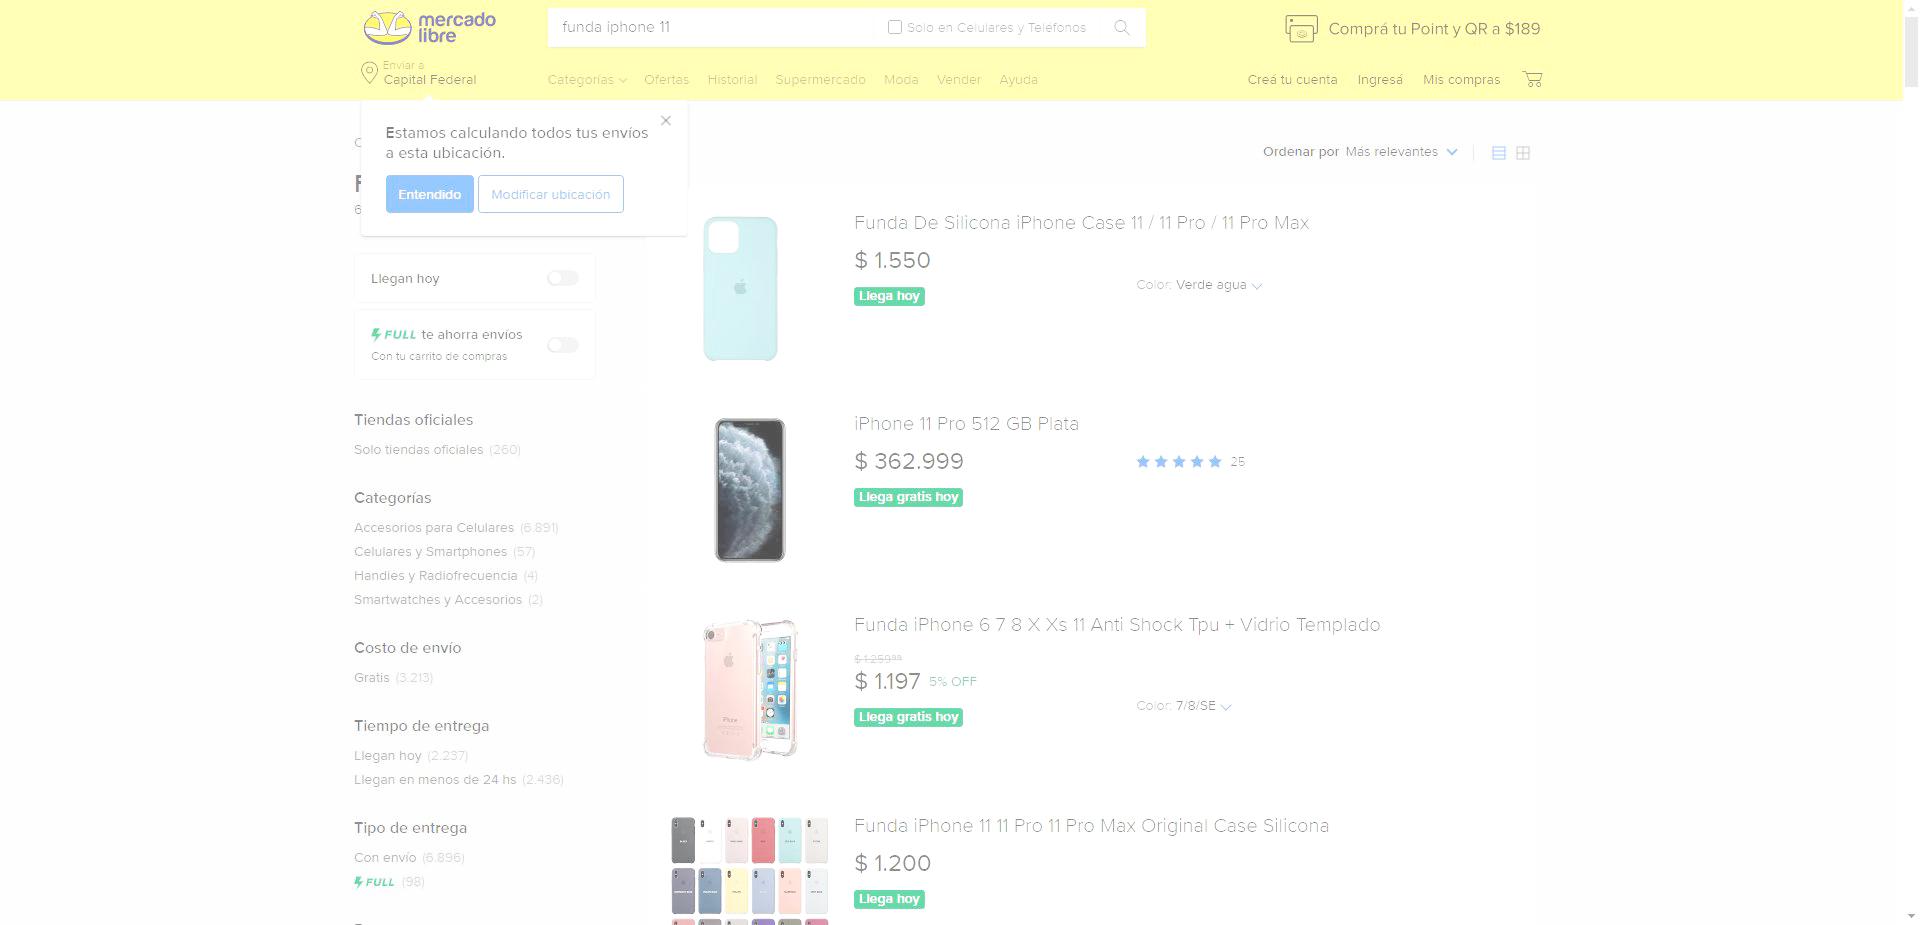 mercado
libre
funda iphone 11
Solo en Celulares y Teléfonos
Comprá tu Point y QR a $189
Enviar a
Capital Federal
Categorías
Ofertas
Historial
Supermercado
Moda
Vender
Ayuda
Creá tu cuenta
Ingresá
Mis compras
Estamos calculando todos tus envíos
a esta ubicación.
Entendido
Modificar ubicación
Ordenar por Más relevantes
Llegan hoy
FULL te ahorra envíos
Con tu carrito de compras
Tiendas oficiales
Solo tiendas oficiales (260)
Categorías
Accesorios para Celulares (6.891)
Celulares y Smartphones (57)
Handies y Radiofrecuencia (4)
Smartwatches y Accesorios (2)
Costo de envío
Gratis (3.213)
Tiempo de entrega
Llegan hoy (2.237)
Llegan en menos de 24 hs (2.436)
Tipo de entrega
Con envío (6.896)
FULL (98)
Funda De Silicona iPhone Case 11 / 11 Pro / 11 Pro Max
$ 1.550
Llega hoy
Color: Verde agua
iPhone 11 Pro 512 GB Plata
$ 362.999
25
Llega gratis hoy
Funda iPhone 6 7 8 X Xs 11 Anti Shock Tpu + Vidrio Templado
$ 1.259
$ 1.197 5% OFF
Llega gratis hoy
Color: 7/8/SE
Funda iPhone 11 11 Pro 11 Pro Max Original Case Silicona
$ 1.200
Llega hoy